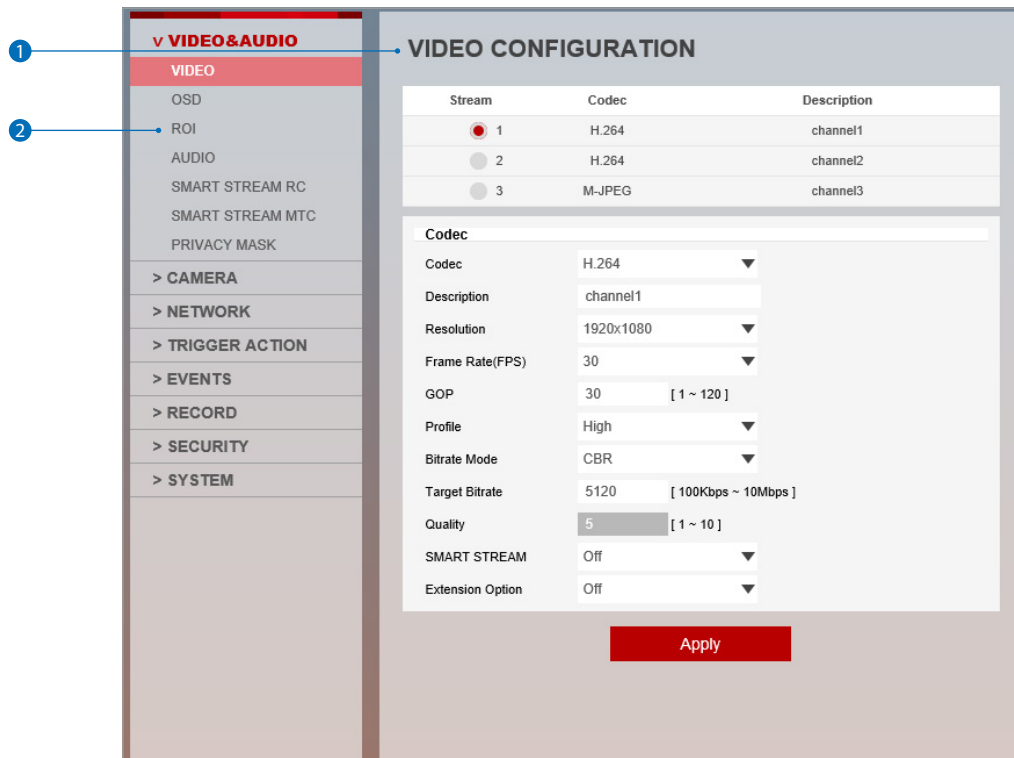 1
2
v VIDEO&AUDIO
VIDEO
OSD
ROI
AUDIO
SMART STREAM RC
SMART STREAM MTC
PRIVACY MASK
> CAMERA
> NETWORK
> TRIGGER ACTION
> EVENTS
> RECORD
> SECURITY
> SYSTEM
VIDEO CONFIGURATION
Stream Codec Description
1 H.264 channel1
2 H.264 channel2
3 M-JPEG channel3
Codec
Codec H.264
Description channel1
Resolution 1920x1080
Frame Rate(FPS) 30
GOP 30 [ 1 ~ 120 ]
Profile High
Bitrate Mode CBR
Target Bitrate 5120 [ 100Kbps ~ 10Mbps ]
Quality 5 [ 1 ~ 10 ]
SMART STREAM Off
Extension Option Off
Apply